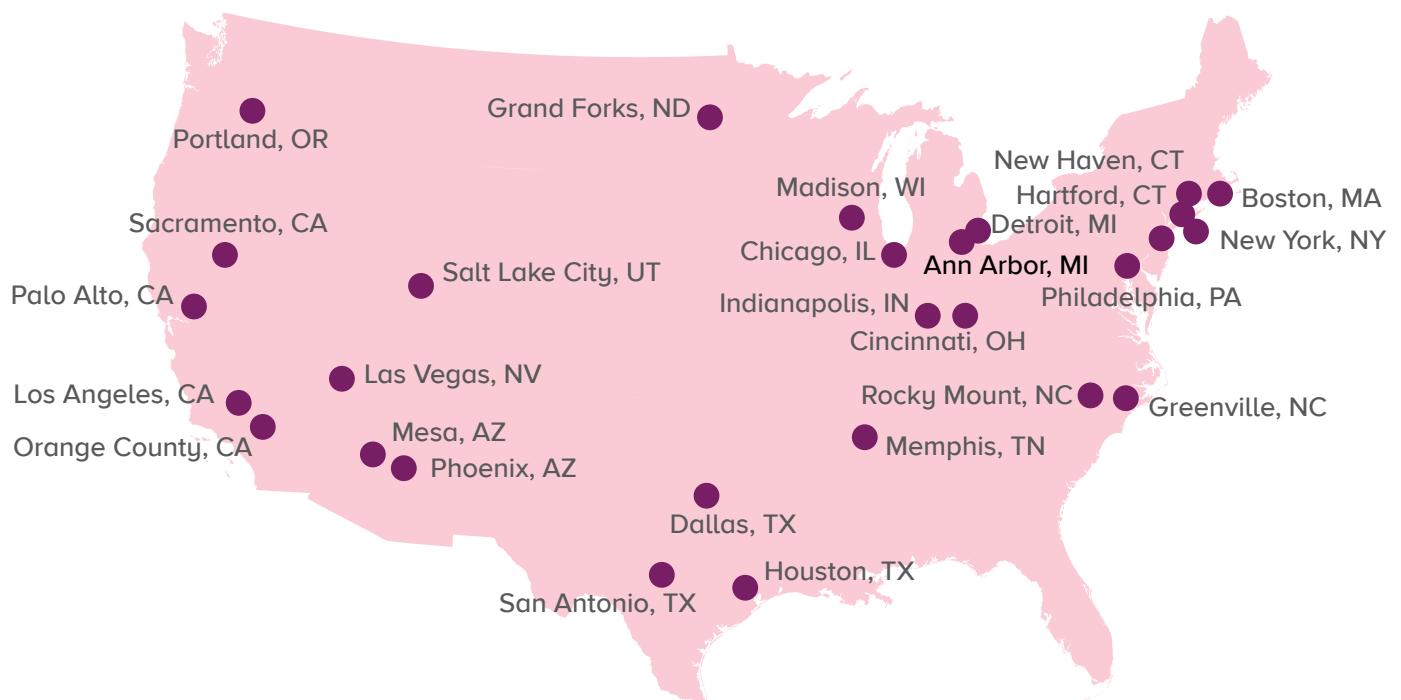 Grand Forks, ND
Portland, OR
New Haven, CT
Madison, WI
Hartford, CT
Boston, MA
Sacramento, CA
Detroit, MI
New York, NY
Chicago, IL
Ann Arbor, MI
Salt Lake City, UT
Palo Alto, CA
Philadelphia, PA
Indianapolis, IN
Cincinnati, OH
Las Vegas, NV
Los Angeles, CA
Rocky Mount, NC
Greenville, NC
Mesa, AZ
Orange County, CA
Memphis, TN
Phoenix, AZ
Dallas, TX
Houston, TX
San Antonio, TX